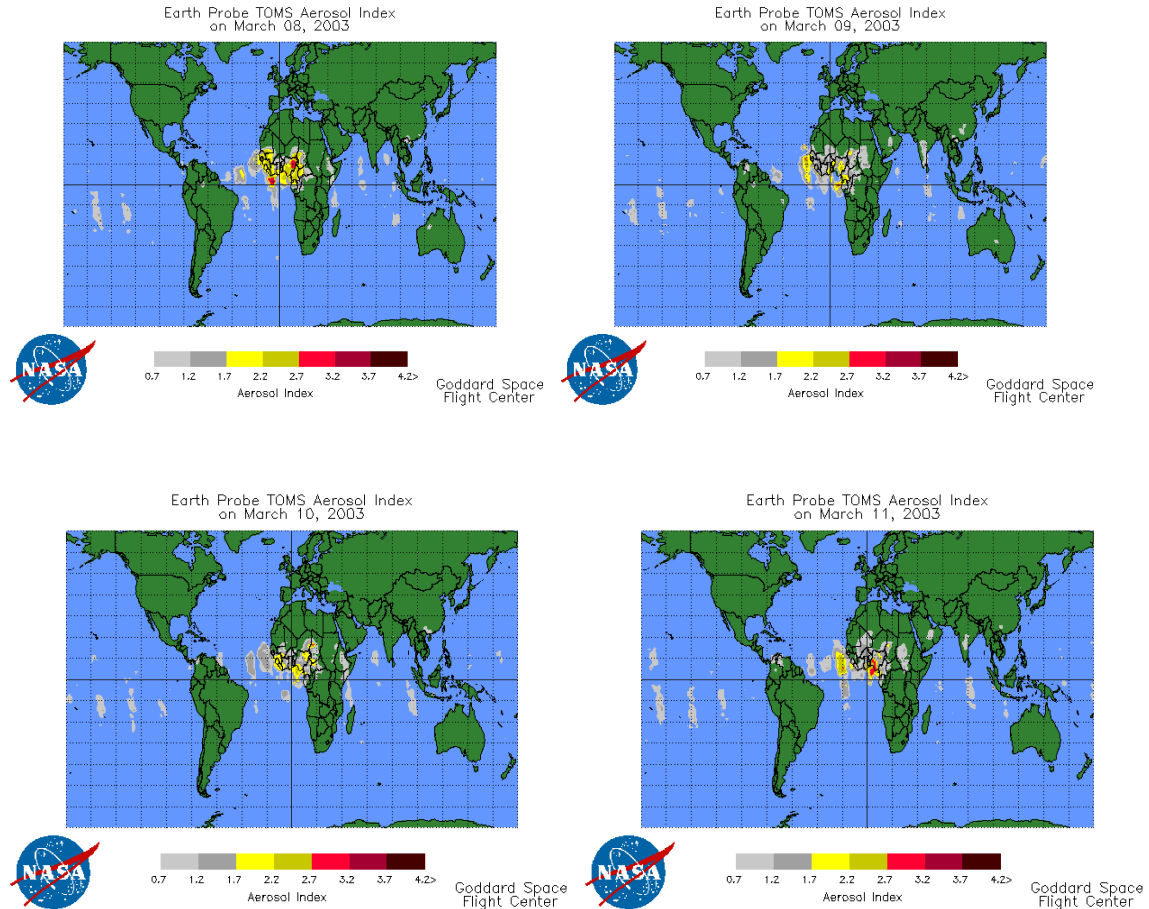 Earth Probe TOMS Aerosol Index
on March 08, 2003
NASA
0.7 1.2 1.7 2.2 2.7 3.2 3.7 4.2>
Aerosol Index
Goddard Space
Flight Center
Earth Probe TOMS Aerosol Index
on March 09, 2003
NASA
0.7 1.2 1.7 2.2 2.7 3.2 3.7 4.2>
Aerosol Index
Goddard Space
Flight Center
Earth Probe TOMS Aerosol Index
on March 10, 2003
NASA
0.7 1.2 1.7 2.2 2.7 3.2 3.7 4.2>
Aerosol Index
Goddard Space
Flight Center
Earth Probe TOMS Aerosol Index
on March 11, 2003
NASA
0.7 1.2 1.7 2.2 2.7 3.2 3.7 4.2>
Aerosol Index
Goddard Space
Flight Center